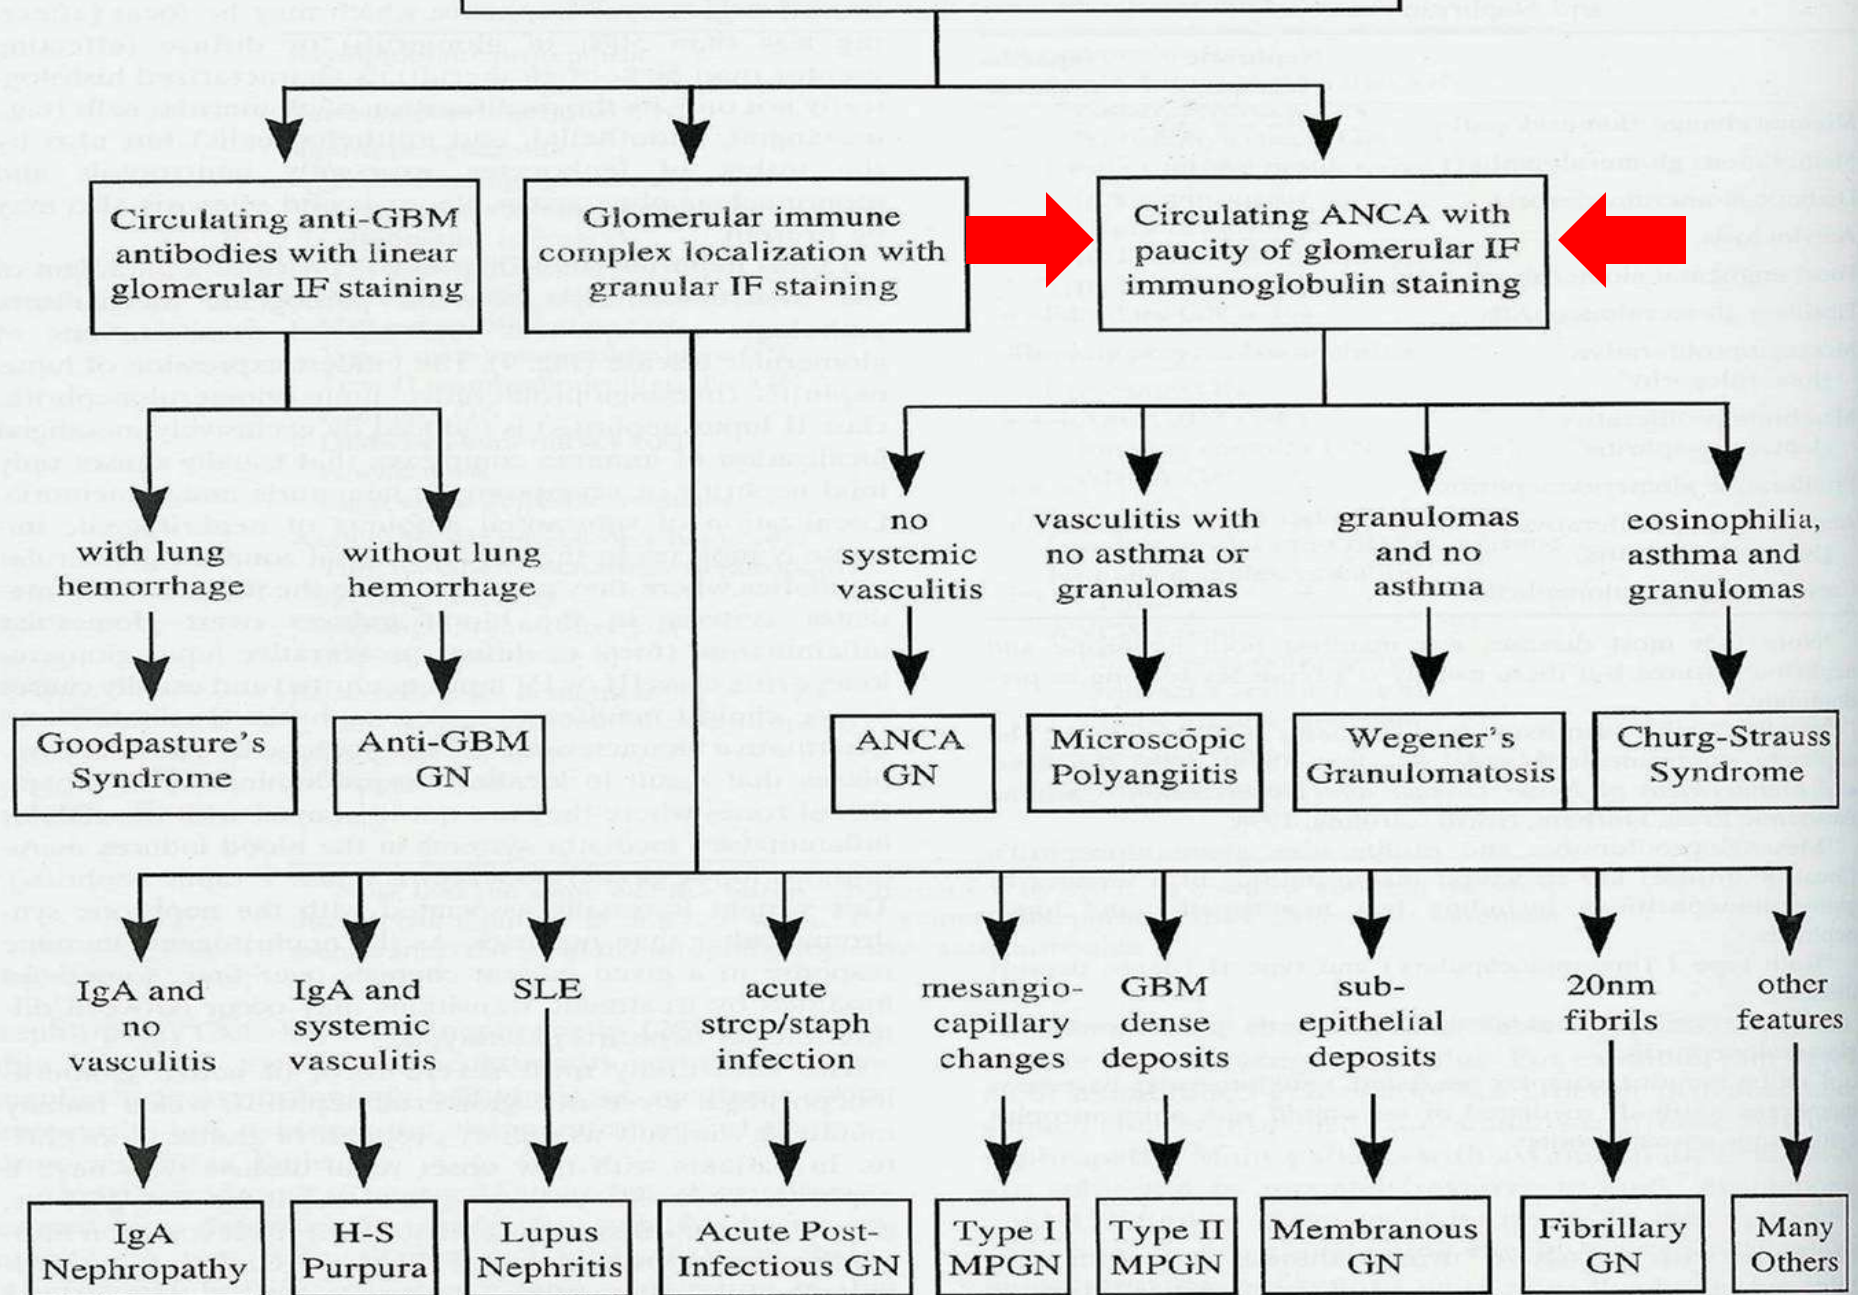 Circulating anti-GBM
antibodies with linear
glomerular IF staining
Glomerular immune
complex localization with
granular IF staining
Circulating ANCA with
paucity of glomerular IF
immunoglobulin staining
with lung
hemorrhage
without lung
hemorrhage
no
systemic
vasculitis
vasculitis with
no asthma or
granulomas
granulomas
and no
asthma
eosinophilia,
asthma and
granulomas
Goodpasture's
Syndrome
Anti-GBM
GN
ANCA
GN
Microscopic
Polyangiitis
Wegener's
Granulomatosis
Churg-Strauss
Syndrome
IgA and
no
vasculitis
IgA and
systemic
vasculitis
SLE
acute
strep/staph
infection
mesangio-
capillary
changes
GBM
dense
deposits
sub-
epithelial
deposits
20nm
fibrils
other
features
IgA
Nephropathy
H-S
Purpura
Lupus
Nephritis
Acute Post-
Infectious GN
Type I
MPGN
Type II
MPGN
Membranous
GN
Fibrillary
GN
Many
Others